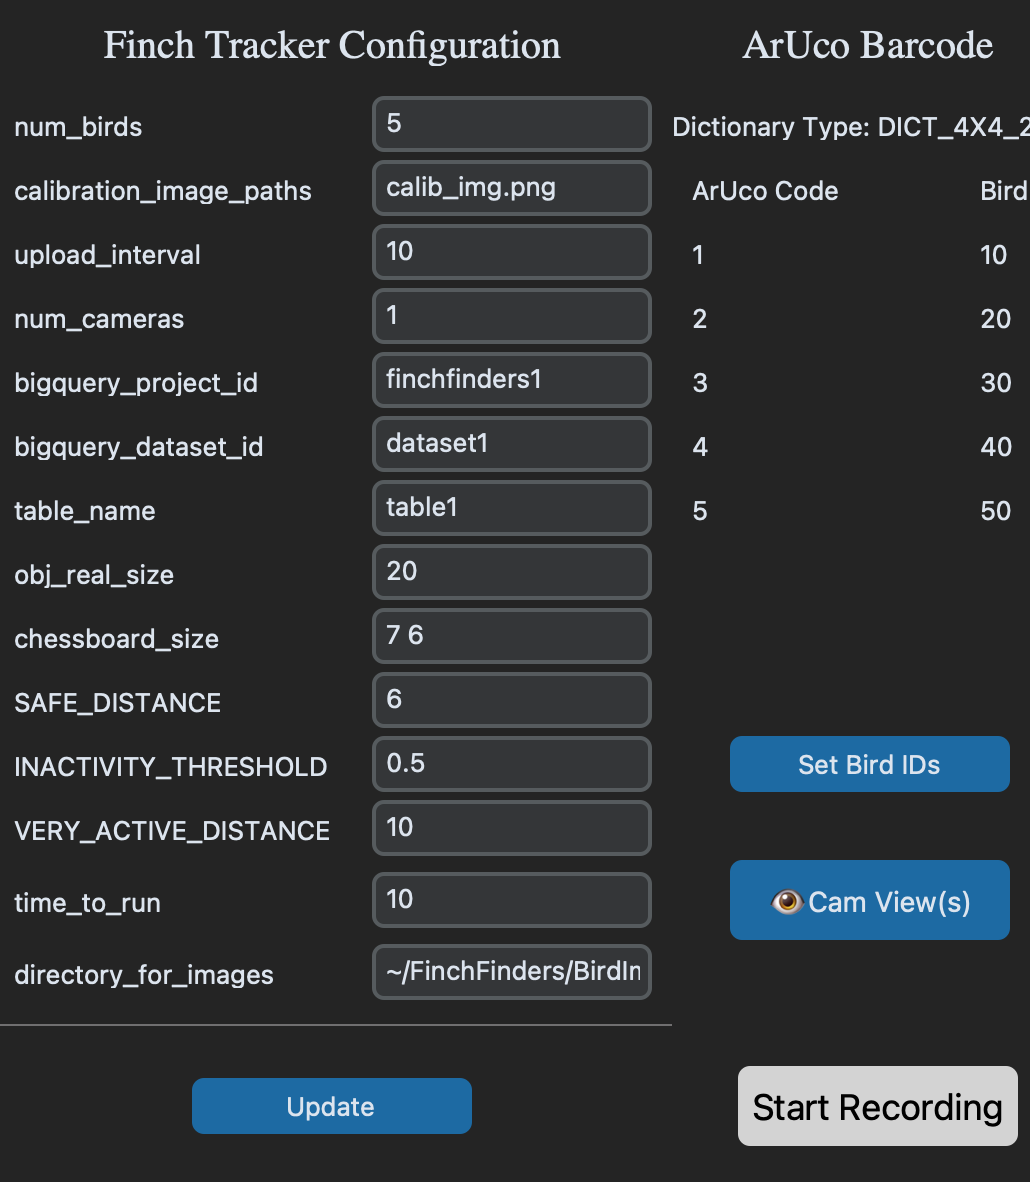 Finch Tracker Configuration
num_birds 5
calibration_image_paths calib_img.png
upload_interval 10
num_cameras 1
bigquery_project_id finchfinders1
bigquery_dataset_id dataset1
table_name table1
obj_real_size 20
chessboard_size 7 6
SAFE_DISTANCE 6
INACTIVITY_THRESHOLD 0.5
VERY_ACTIVE_DISTANCE 10
time_to_run 10
directory_for_images ~/FinchFinders/BirdIm
Update
ArUco Barcode
Dictionary Type: DICT_4X4_2
ArUco Code Bird
1 10
2 20
3 30
4 40
5 50
Set Bird IDs
👁️Cam View(s)
Start Recording